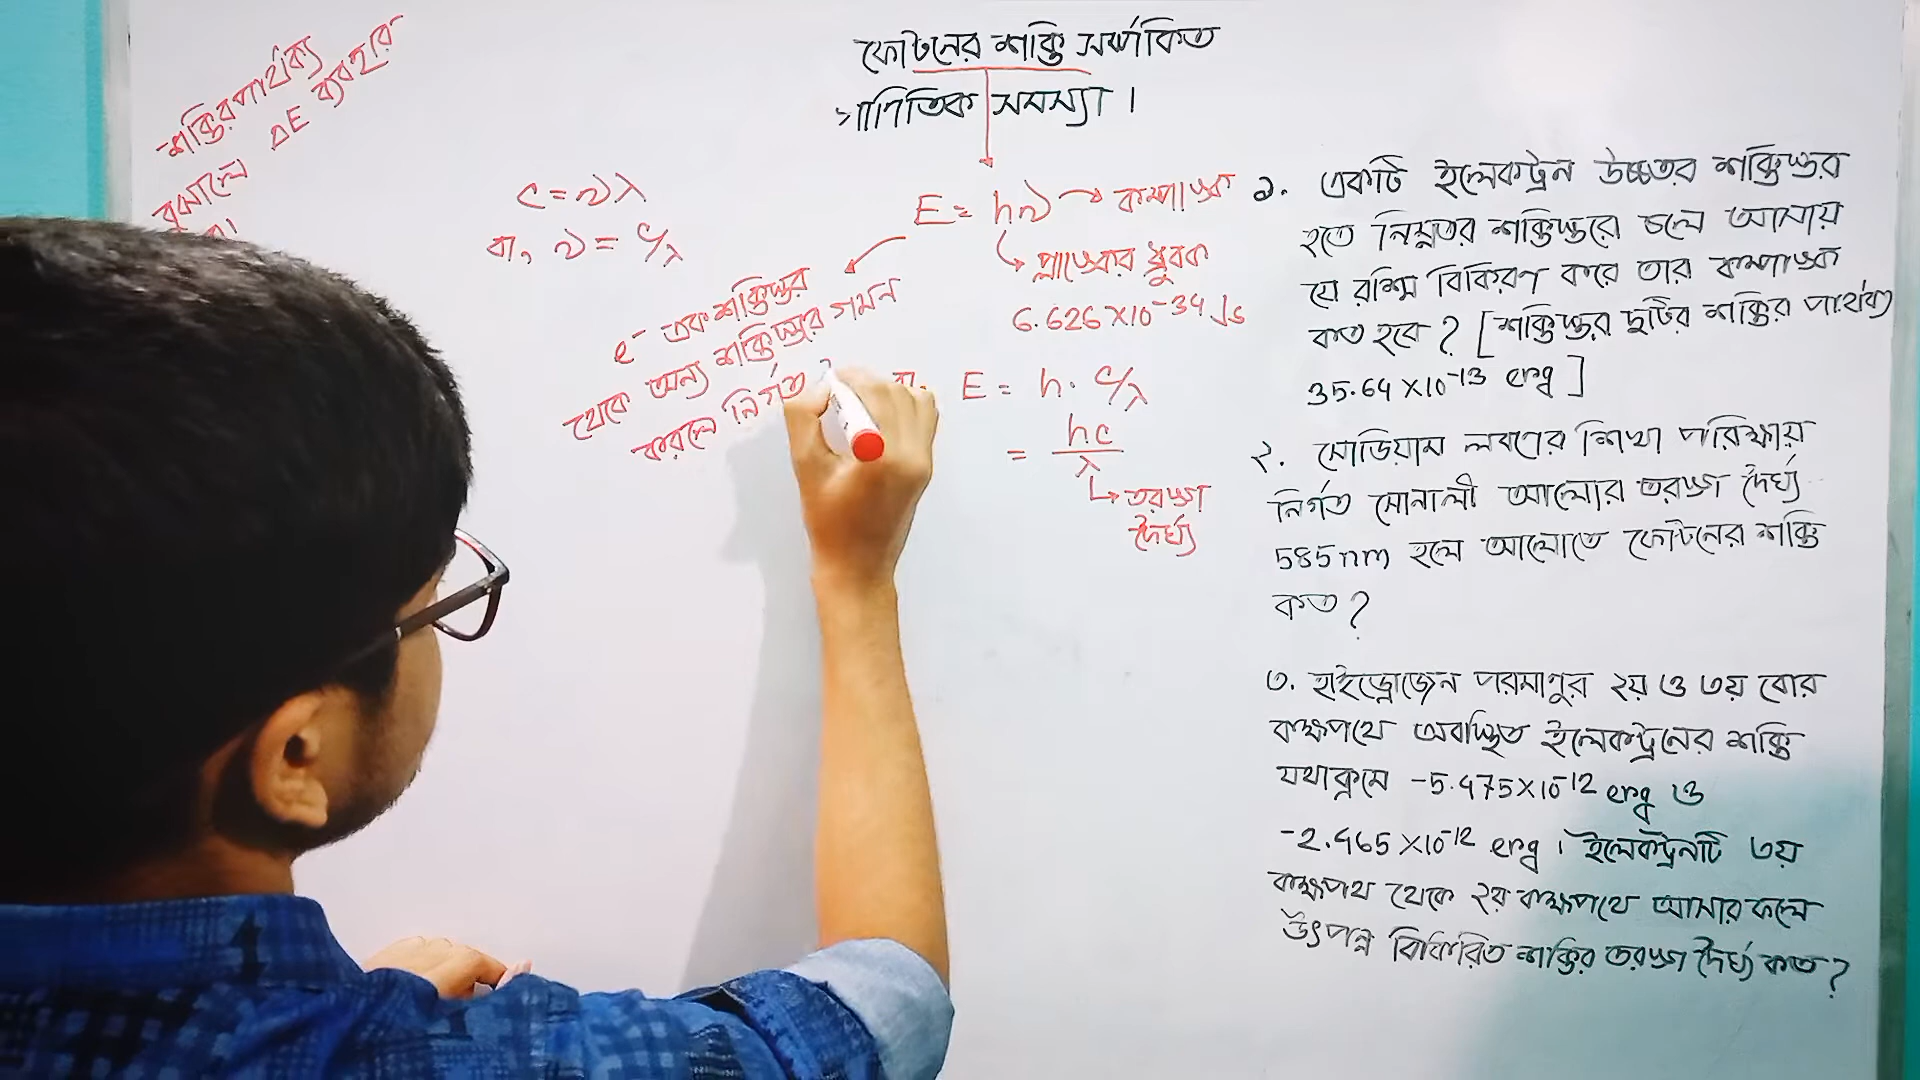 ফোটনের শক্তি সম্পর্কিত
গাণিতিক সমস্যা।
শক্তির পার্থক্য
বুঝালে ΔE ব্যবহার
c = νλ
বা, ν = c/λ
E = hν → কম্পাঙ্ক
প্লাঙ্কের ধ্রুবক
6.626×10⁻³⁴ Js
e⁻ এক শক্তিস্তর
থেকে অন্য শক্তিস্তরে গমন
করলে নির্গত
বা, E = h. c/λ
= hc/λ
তরঙ্গ
দৈর্ঘ্য
১. একটি ইলেকট্রন উচ্চতর শক্তিস্তর
হতে নিম্নতর শক্তিস্তরে চলে আসায়
যে রশ্মি বিকিরণ করে তার কম্পাঙ্ক
কত হবে? [শক্তিস্তর দুটির শক্তির পার্থক্য
35.64×10⁻¹³ erg]
২. সোডিয়াম লবণের শিখা পরিক্ষায়
নির্গত সোনালী আলোর তরঙ্গ দৈর্ঘ্য
585nm হলে আলোতে ফোটনের শক্তি
কত?
৩. হাইড্রোজেন পরমাণুর ২য় ও ৩য় বোর
কক্ষপথে অবস্থিত ইলেকট্রনের শক্তি
যথাক্রমে -5.475×10⁻¹² erg ও
-2.465×10⁻¹² erg। ইলেকট্রনটি ৩য়
কক্ষপথ থেকে ২য় কক্ষপথে আসার ফলে
উৎপন্ন বিকিরিত শক্তির তরঙ্গ দৈর্ঘ্য কত?